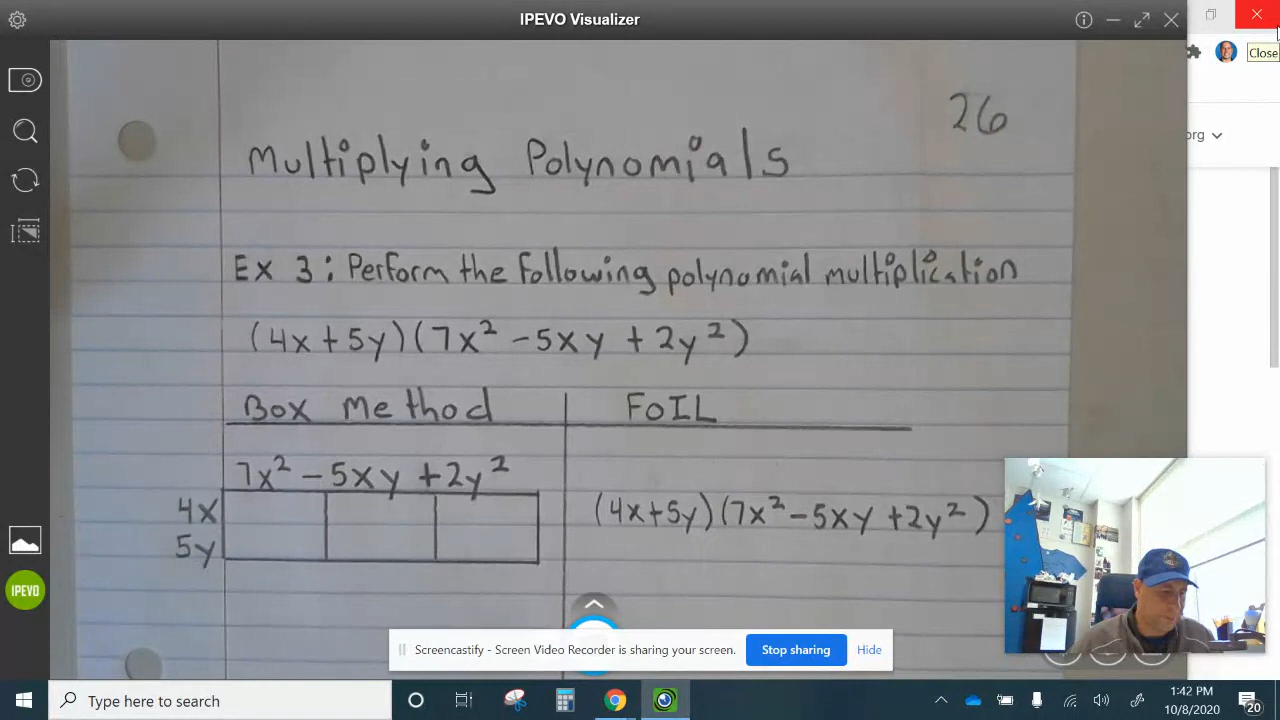 IPEVO Visualizer
Close
org
26
Multiplying Polynomials
Ex 3: Perform the following polynomial multiplication
(4x + 5y)(7x² - 5xy + 2y²)
Box Method FOIL
7x² - 5xy + 2y²
4x
5y
(4x+5y)(7x² - 5xy + 2y²)
IPEVO
Screencastify - Screen Video Recorder is sharing your screen. Stop sharing Hide
Type here to search
1:42 PM
10/8/2020
20